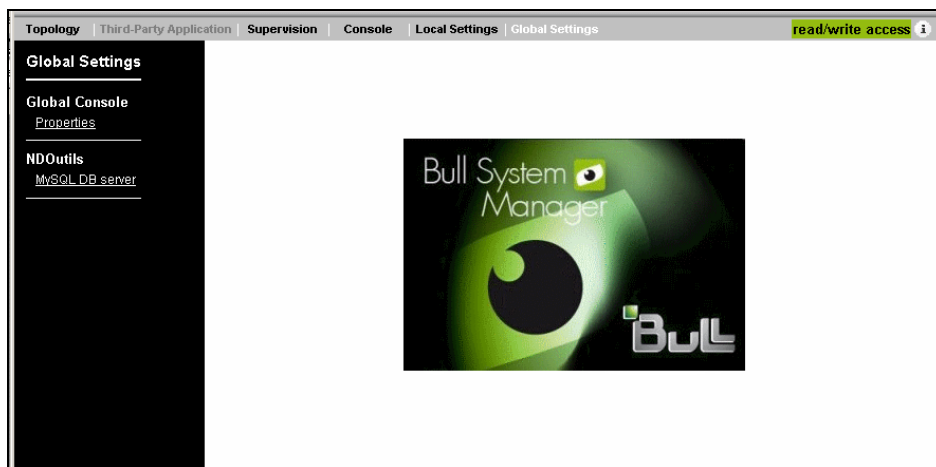 Topology | Third-Party Application | Supervision | Console | Local Settings | Global Settings read/write access i
Global Settings
Global Console
Properties
NDOutils
MySQL DB server
Bull System
Manager
Bull